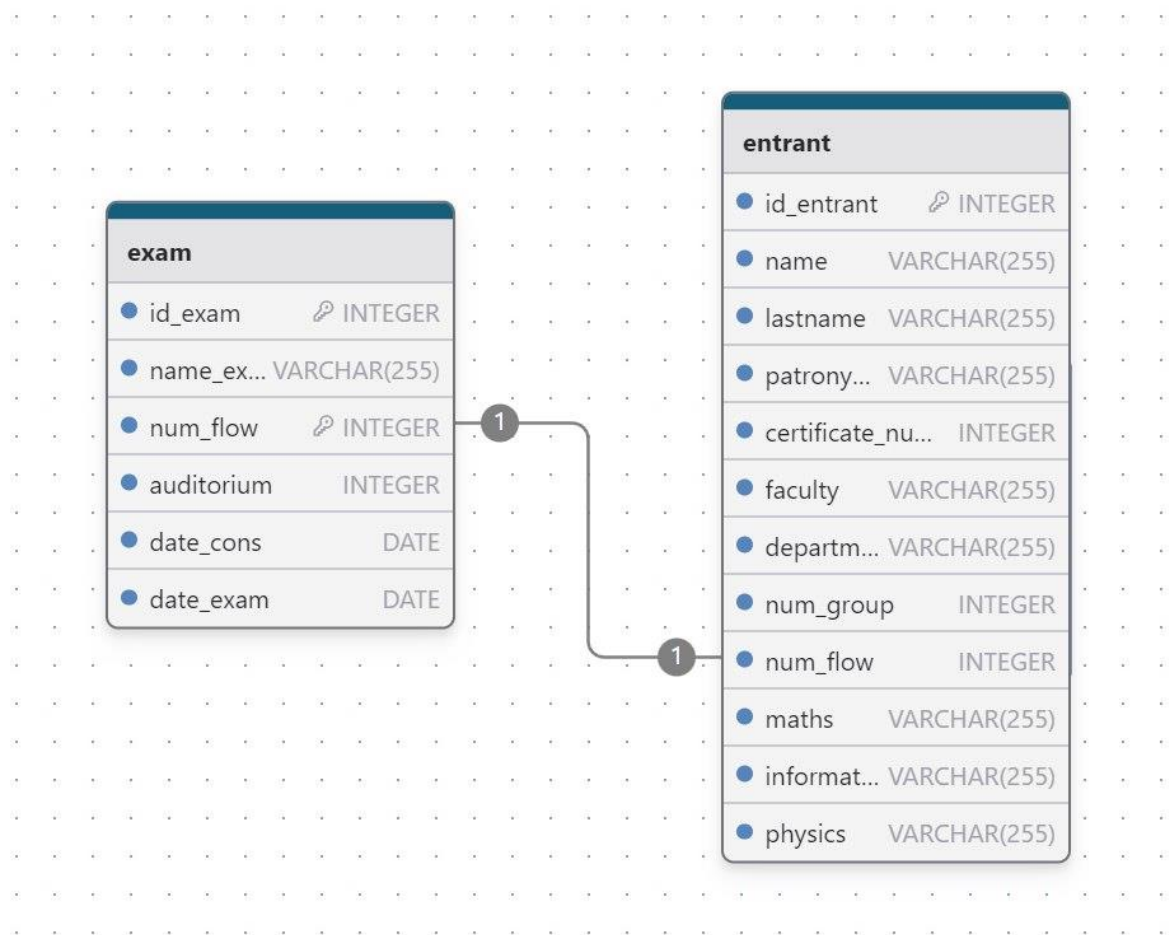 exam
id_exam INTEGER
name_ex... VARCHAR(255)
num_flow INTEGER
auditorium INTEGER
date_cons DATE
date_exam DATE
1
1
entrant
id_entrant INTEGER
name VARCHAR(255)
lastname VARCHAR(255)
patrony... VARCHAR(255)
certificate_nu... INTEGER
faculty VARCHAR(255)
departm... VARCHAR(255)
num_group INTEGER
num_flow INTEGER
maths VARCHAR(255)
informat... VARCHAR(255)
physics VARCHAR(255)